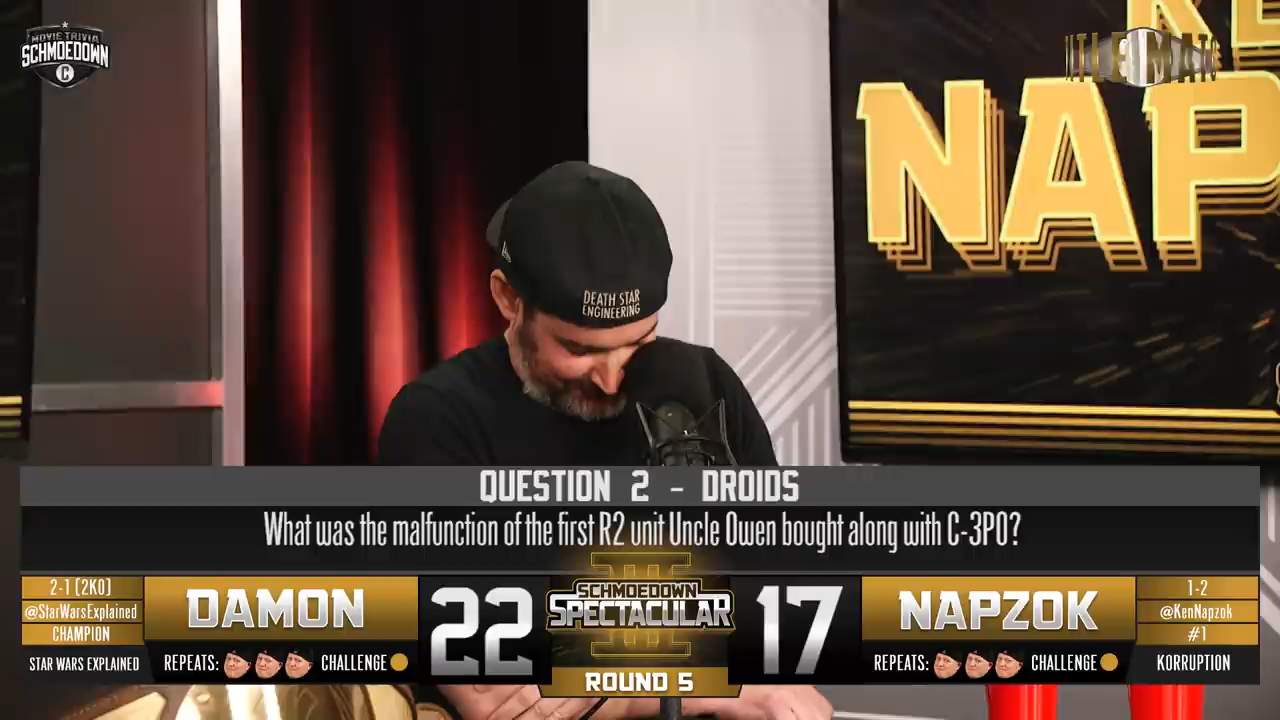 MOVIE TRIVIA
SCHMOEDOWN
C
NAP
DEATH STAR
ENGINEERING
QUESTION 2 - DROIDS
What was the malfunction of the first R2 unit Uncle Owen bought along with C-3PO?
2-1 (2KO)
@StarWarsExplained
CHAMPION
STAR WARS EXPLAINED
DAMON
REPEATS:
CHALLENGE
22
III
SCHMOEDOWN
SPECTACULAR
ROUND 5
17
NAPZOK
REPEATS:
CHALLENGE
1-2
@KenNapzok
#1
KORRUPTION